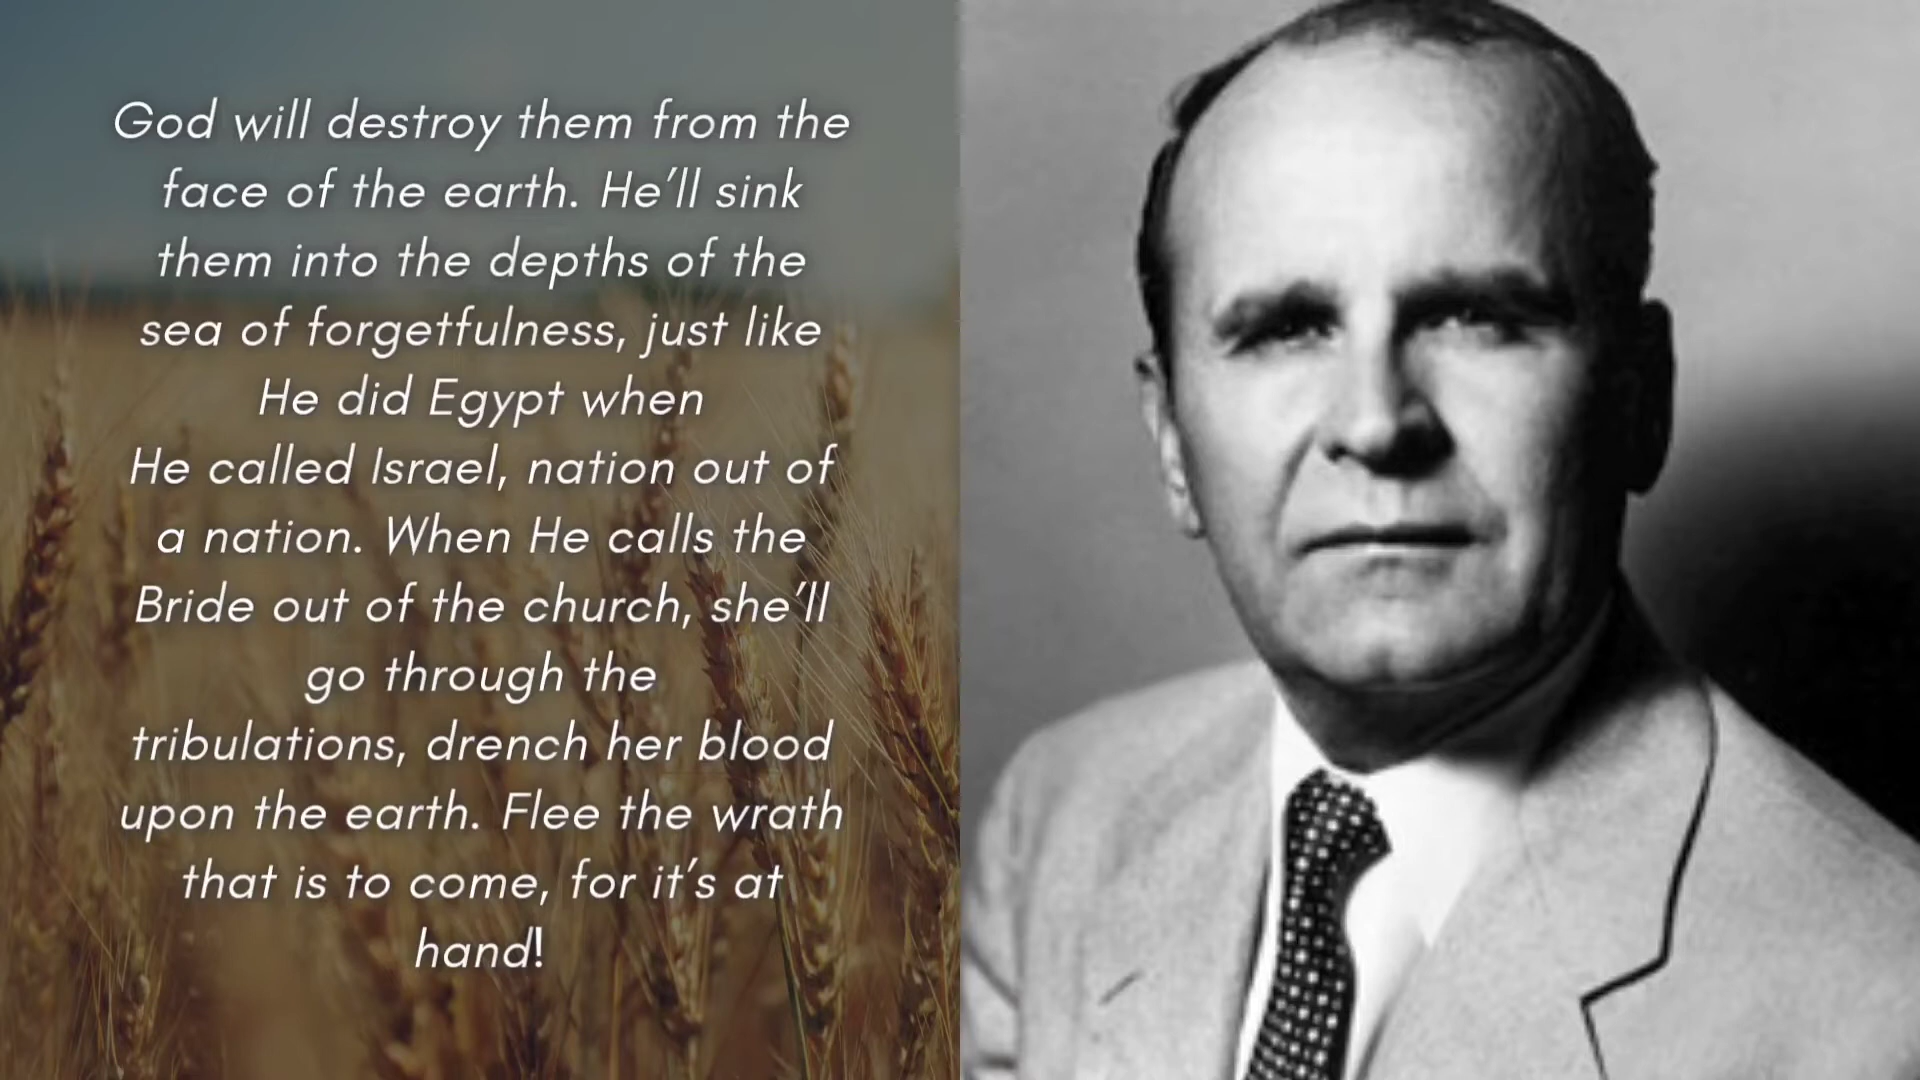 God will destroy them from the
face of the earth. He'll sink
them into the depths of the
sea of forgetfulness, just like
He did Egypt when
He called Israel, nation out of
a nation. When He calls the
Bride out of the church, she'll
go through the
tribulations, drench her blood
upon the earth. Flee the wrath
that is to come, for it's at
hand!